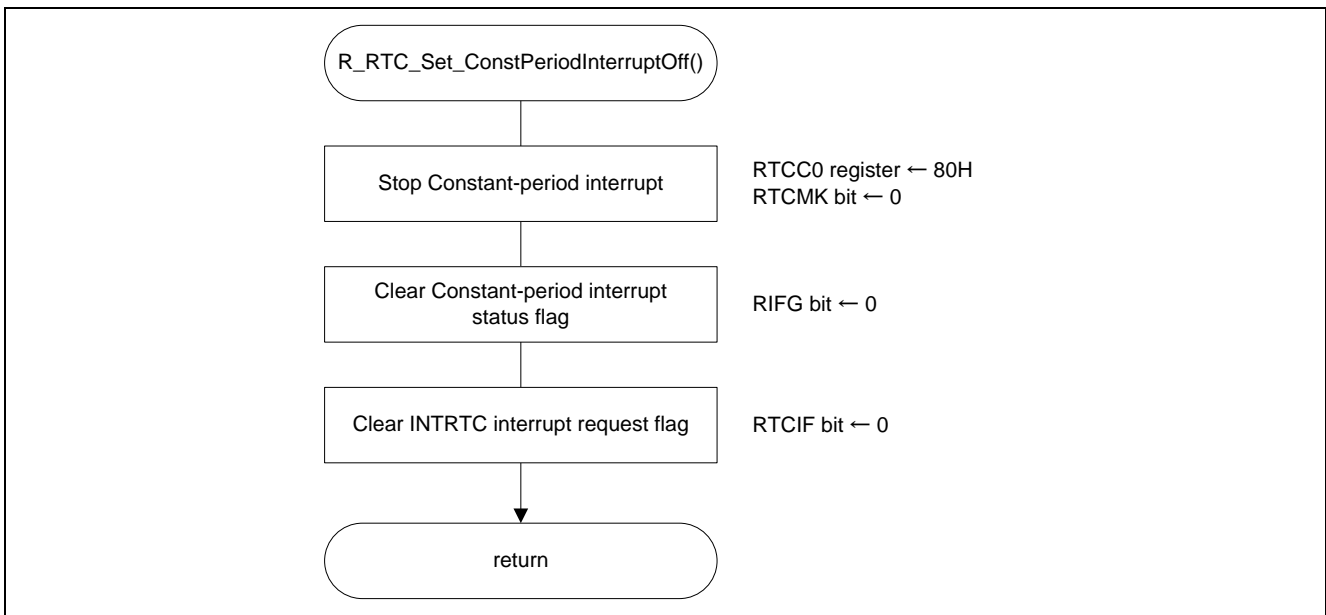 R_RTC_Set_ConstPeriodInterruptOff()
Stop Constant-period interrupt
RTCC0 register ← 80H
RTCMK bit ← 0
Clear Constant-period interrupt
status flag
RIFG bit ← 0
Clear INTRTC interrupt request flag
RTCIF bit ← 0
return